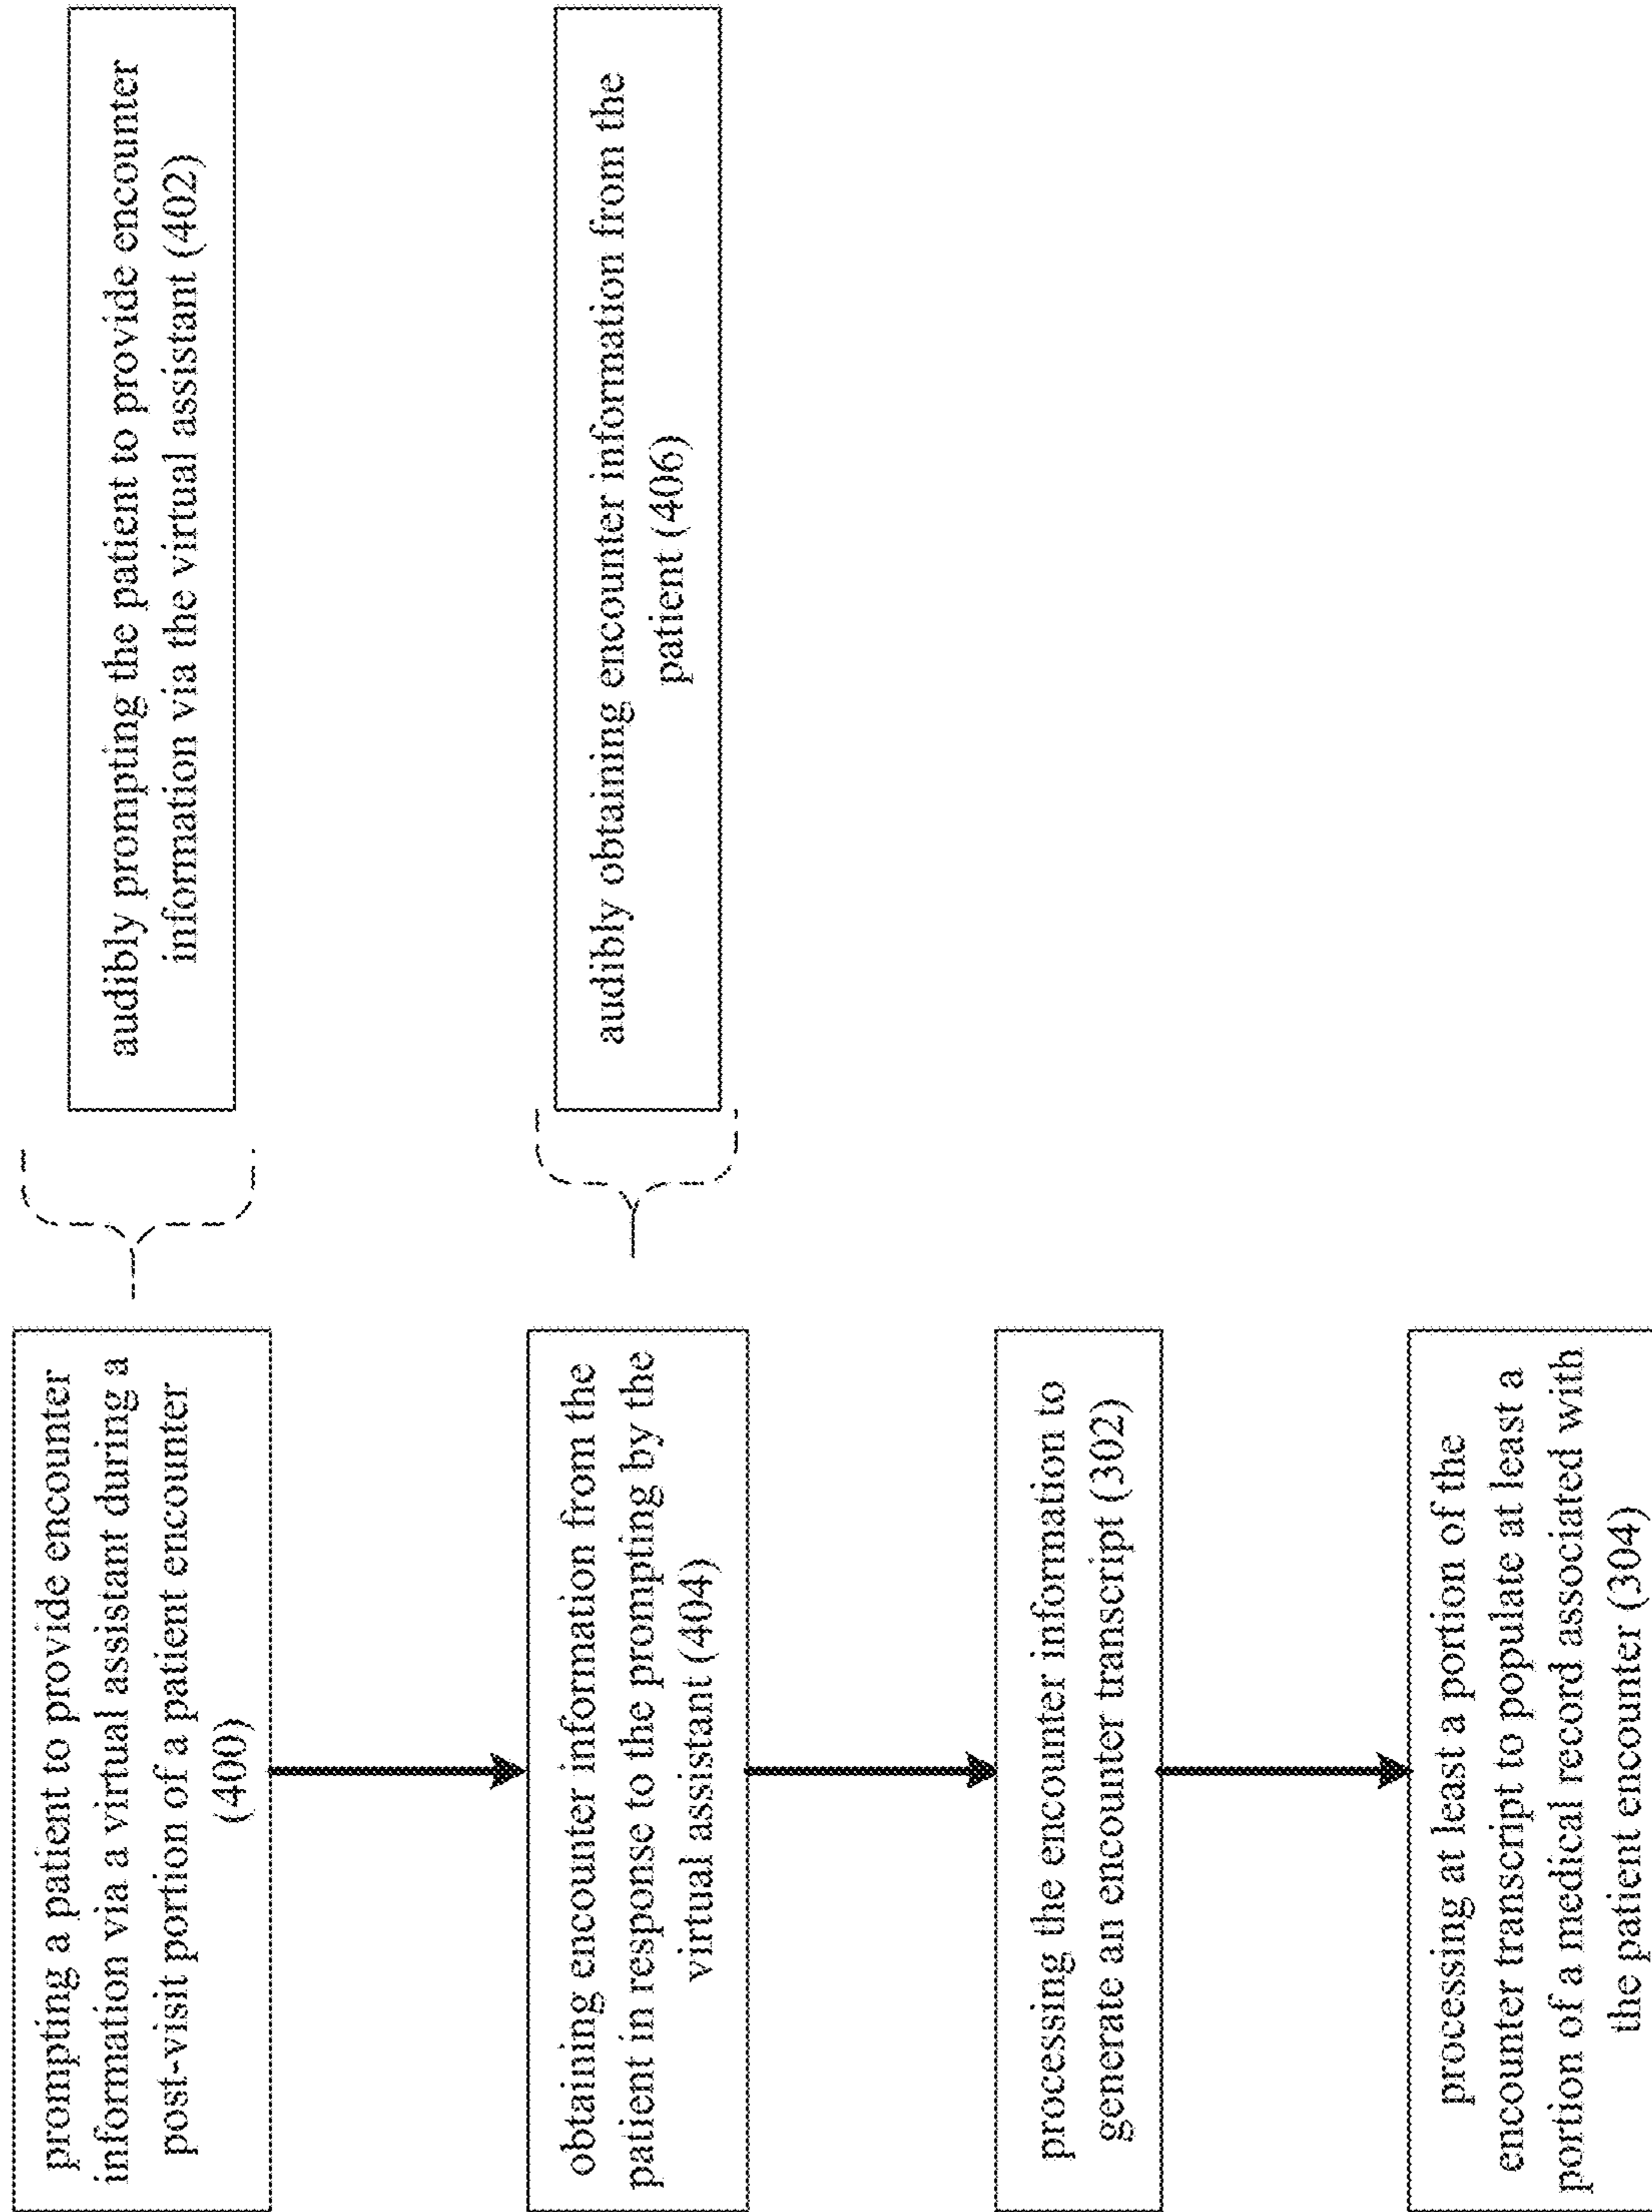 prompting a patient to provide encounter
information via a virtual assistant during a
post-visit portion of a patient encounter
(400)
audibly prompting the patient to provide encounter
information via the virtual assistant (402)
obtaining encounter information from the
patient in response to the prompting by the
virtual assistant (404)
audibly obtaining encounter information from the
patient (406)
processing the encounter information to
generate an encounter transcript (302)
processing at least a portion of the
encounter transcript to populate at least a
portion of a medical record associated with
the patient encounter (304)